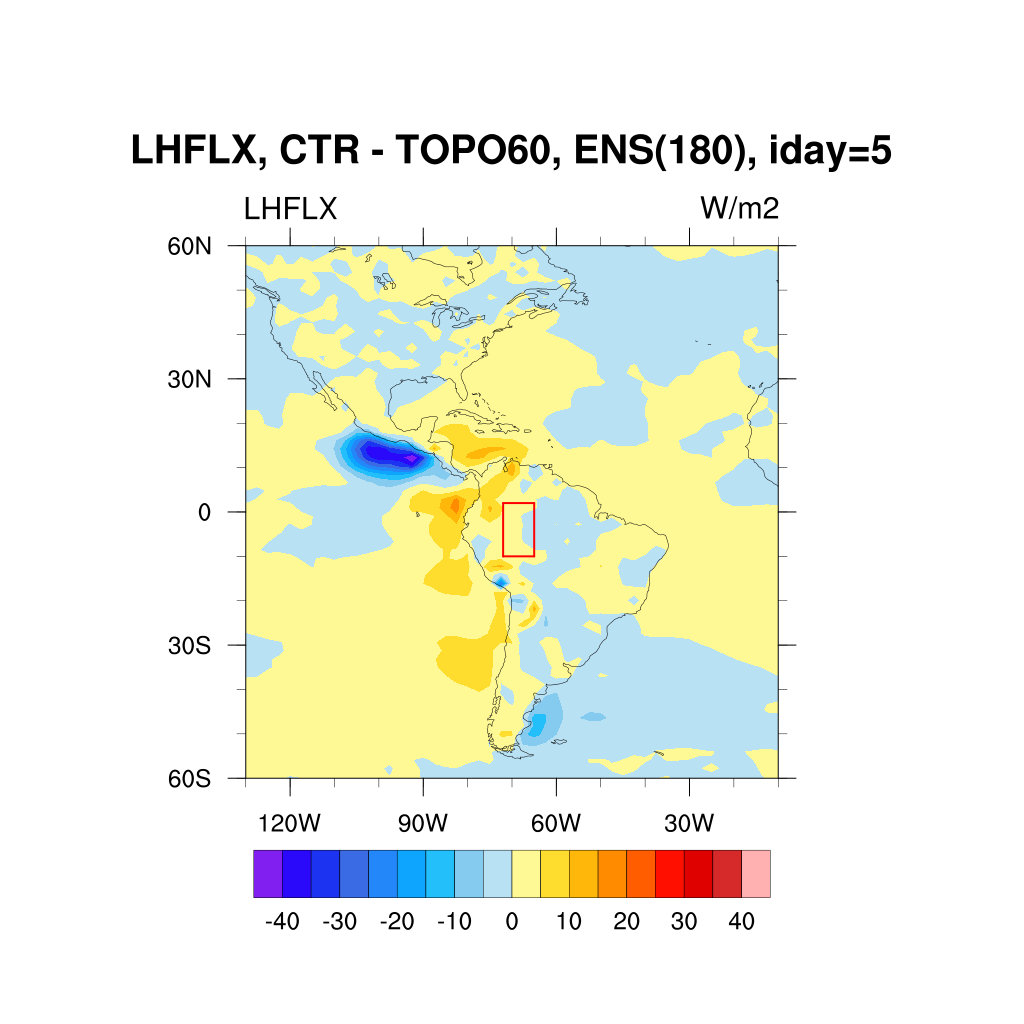 LHFLX, CTR - TOPO60, ENS(180), iday=5
LHFLX W/m2
60N
30N
0
30S
60S
120W 90W 60W 30W
-40 -30 -20 -10 0 10 20 30 40